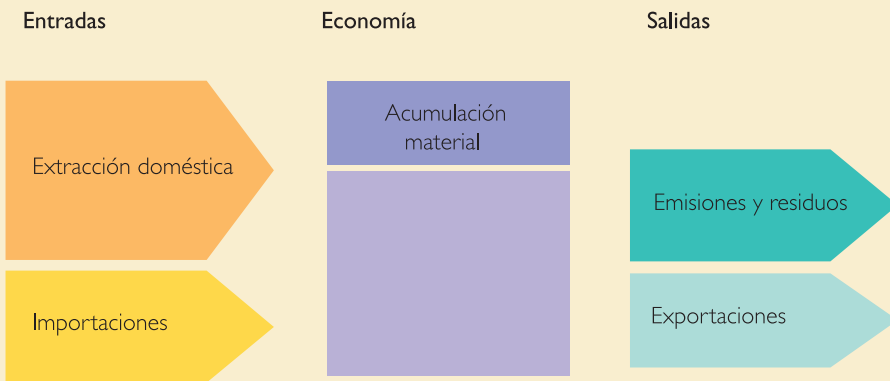 Entradas
Economía
Salidas
Acumulación
material
Extracción doméstica
Emisiones y residuos
Importaciones
Exportaciones